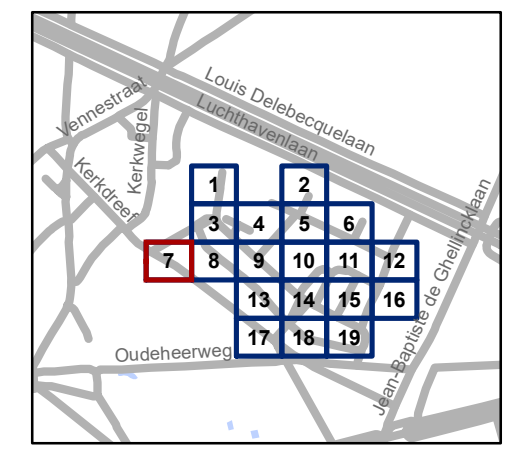 Louis Delebecquelaan
Luchthavenlaan
Vennestraat
Kerkwegel
Kerkdreef
1 2
3 4 5 6
7 8 9 10 11 12
13 14 15 16
17 18 19
Oudeheerweg
Jean-Baptiste de Ghellincklaan